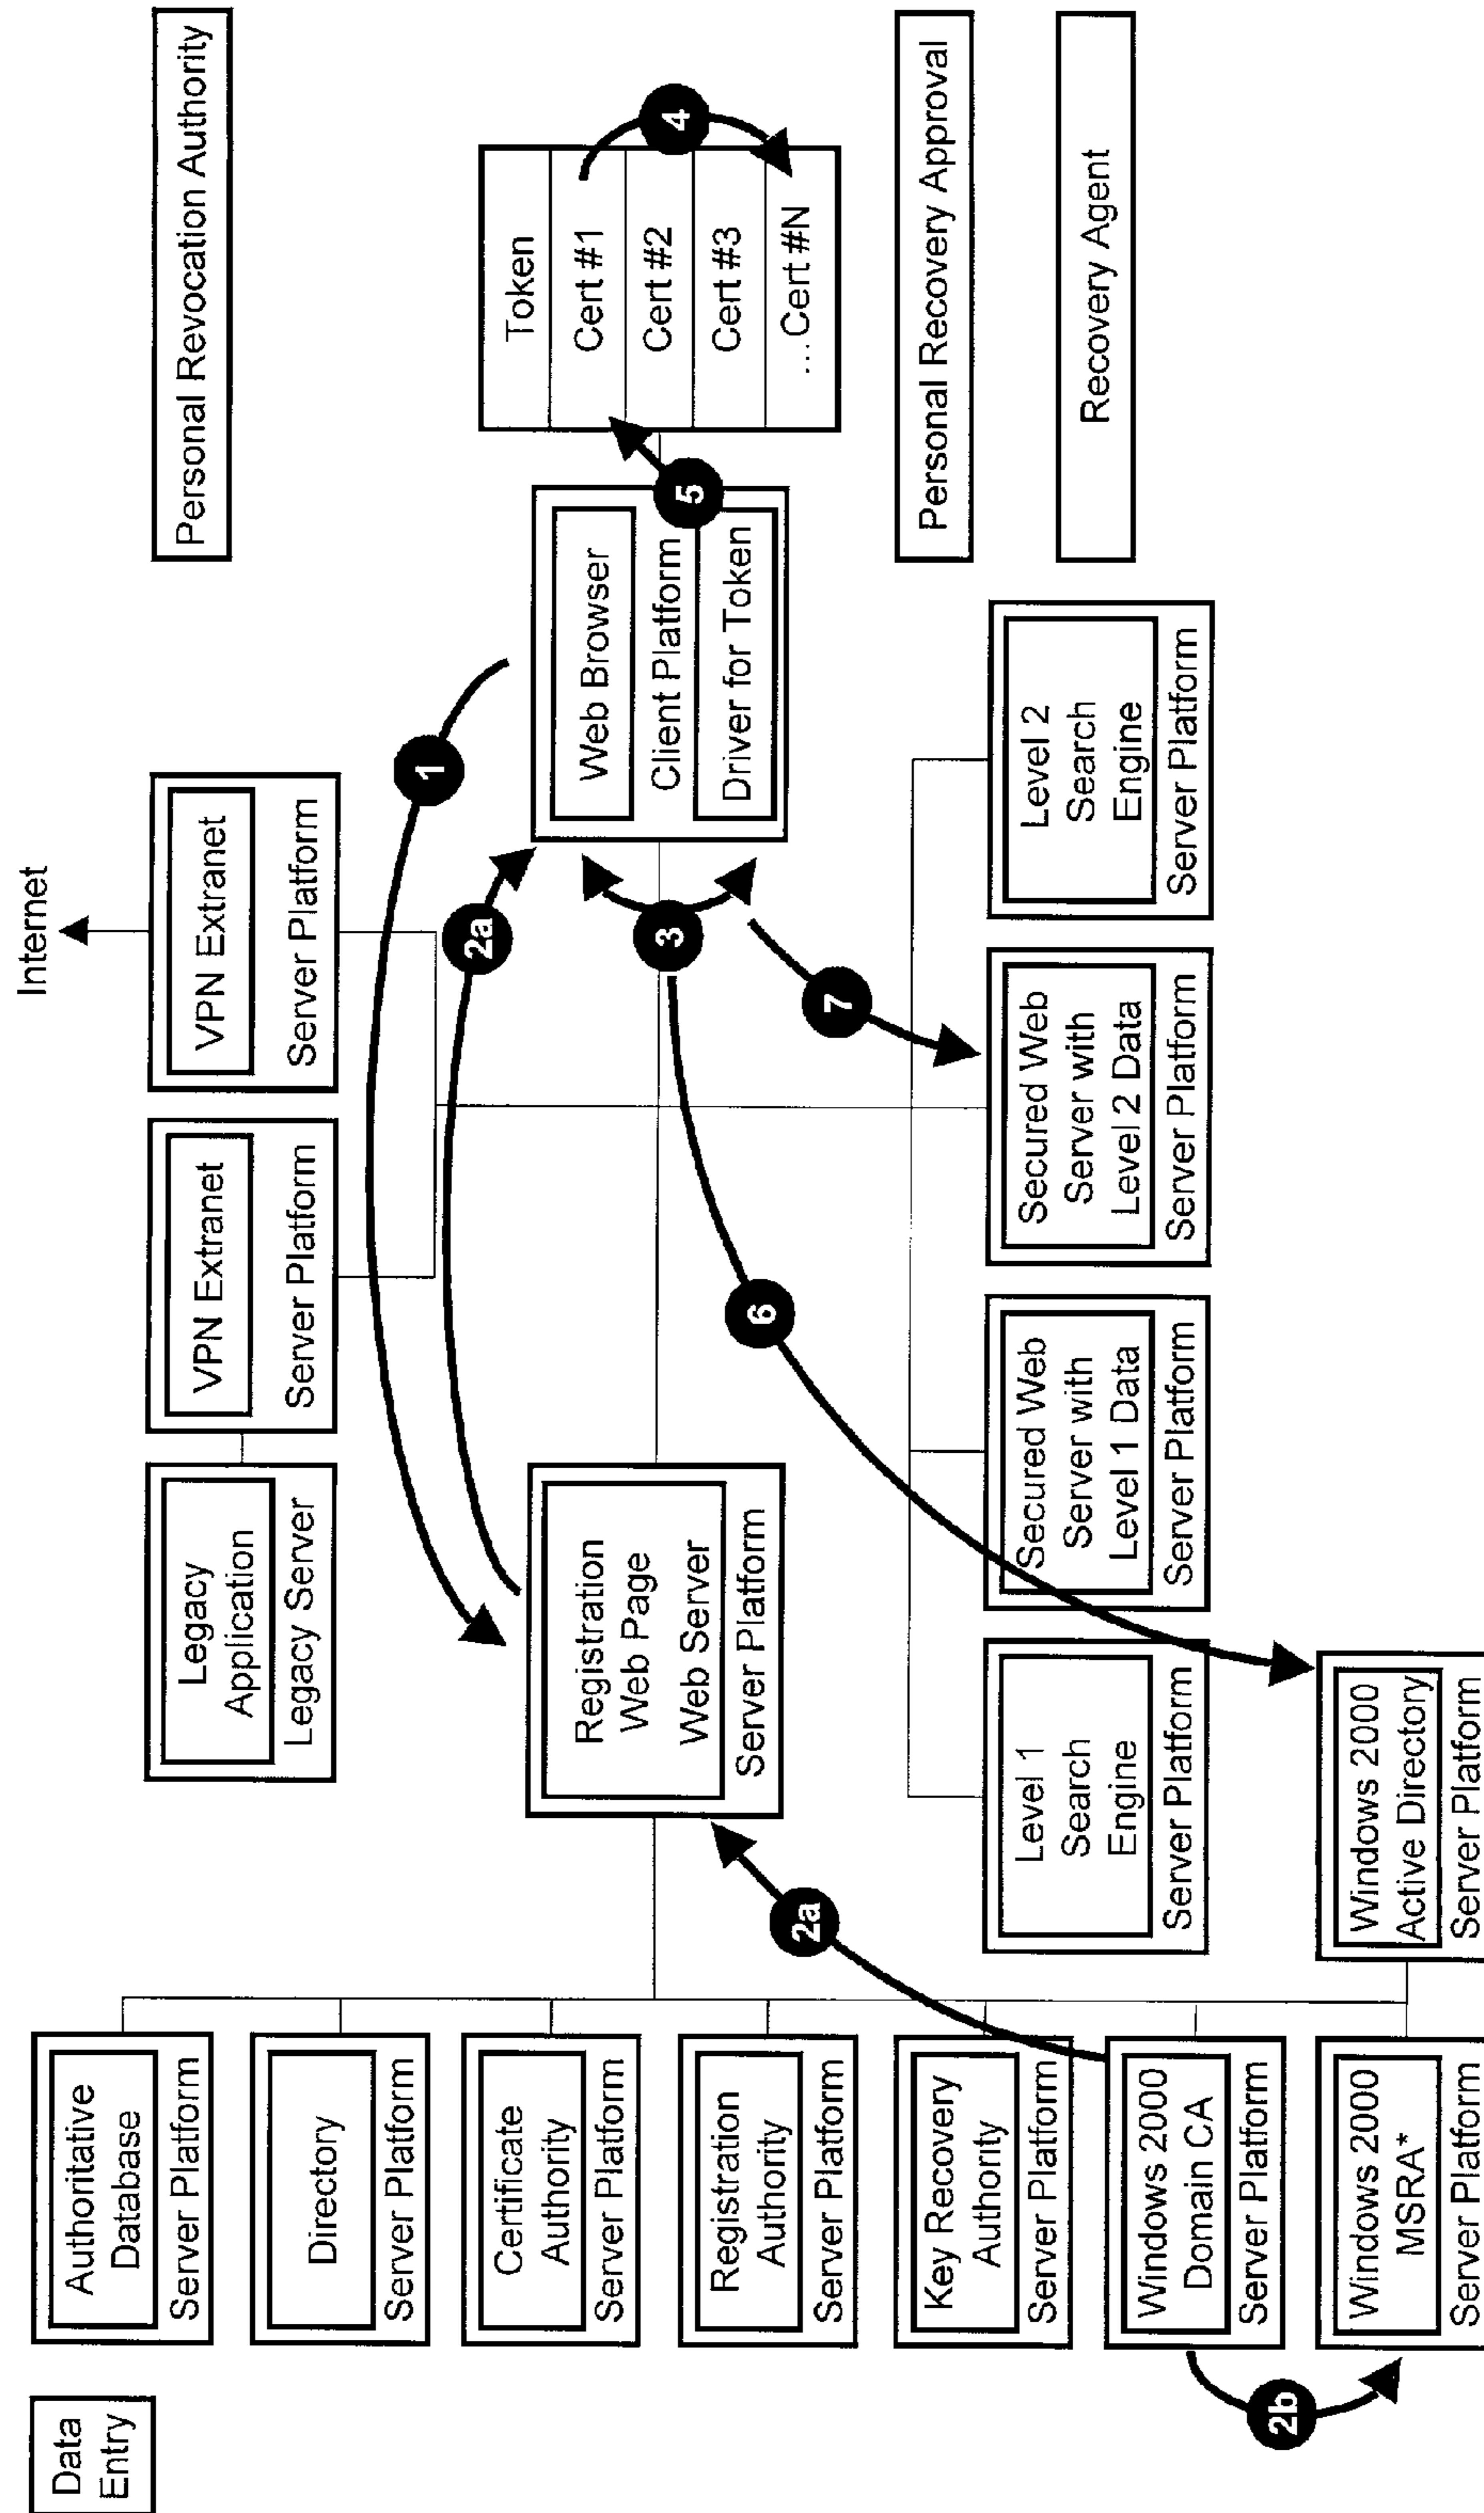 Internet
Data
Entry
Authoritative
Database
Server Platform
Legacy
Application
Legacy Server
VPN Extranet
Server Platform
VPN Extranet
Server Platform
Personal Revocation Authority
Directory
Server Platform
1
2a
Certificate
Authority
Server Platform
Registration
Web Page
Web Server
Server Platform
3
Web Browser
Client Platform
Driver for Token
5
Token
Cert #1
Cert #2
Cert #3
...Cert #N
4
Registration
Authority
Server Platform
2a
6
7
Key Recovery
Authority
Server Platform
Personal Recovery Approval
Level 1
Search
Engine
Server Platform
Secured Web
Server with
Level 1 Data
Server Platform
Secured Web
Server with
Level 2 Data
Server Platform
Level 2
Search
Engine
Server Platform
Recovery Agent
Windows 2000
Domain CA
Server Platform
2b
Windows 2000
MSRA*
Server Platform
Windows 2000
Active Directory
Server Platform